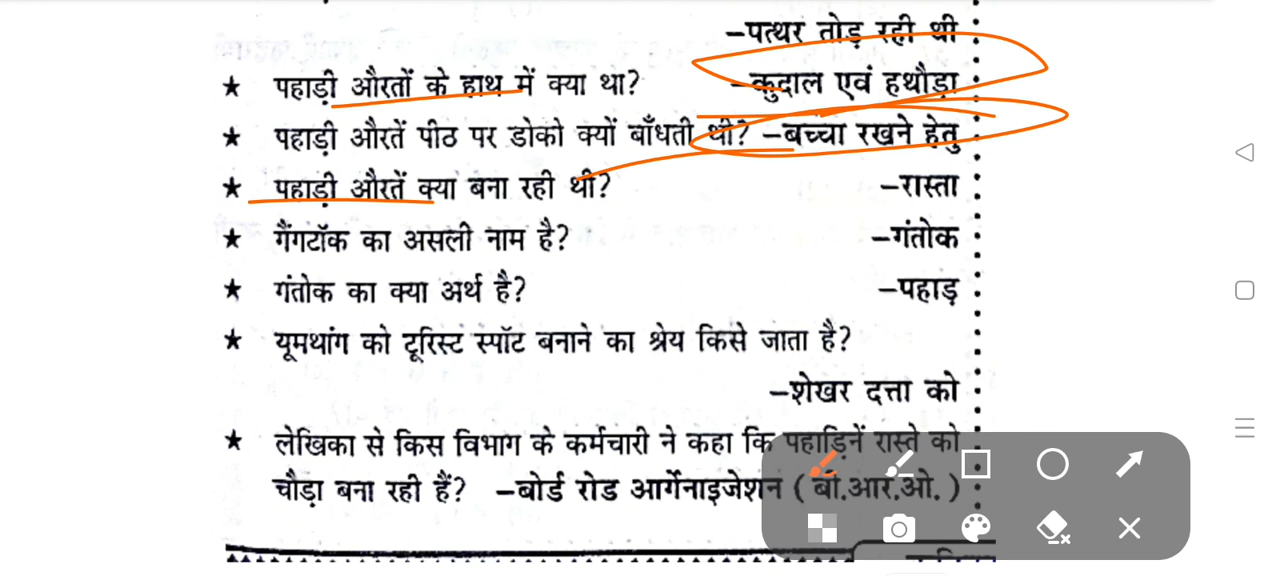 –पत्थर तोड़ रही थी
★ पहाड़ी औरतों के हाथ में क्या था? –कुदाल एवं हथौड़ा
★ पहाड़ी औरतें पीठ पर डोको क्यों बाँधती थी? –बच्चा रखने हेतु
★ पहाड़ी औरतें क्या बना रही थी? –रास्ता
★ गैंगटॉक का असली नाम है? –गंतोक
★ गंतोक का क्या अर्थ है? –पहाड़
★ यूमथांग को टूरिस्ट स्पॉट बनाने का श्रेय किसे जाता है?
–शेखर दत्ता को
★ लेखिका से किस विभाग के कर्मचारी ने कहा कि पहाड़िनें रास्ते को
चौड़ा बना रही हैं? –बोर्ड रोड आर्गेनाइजेशन ( बी.आर.ओ. )